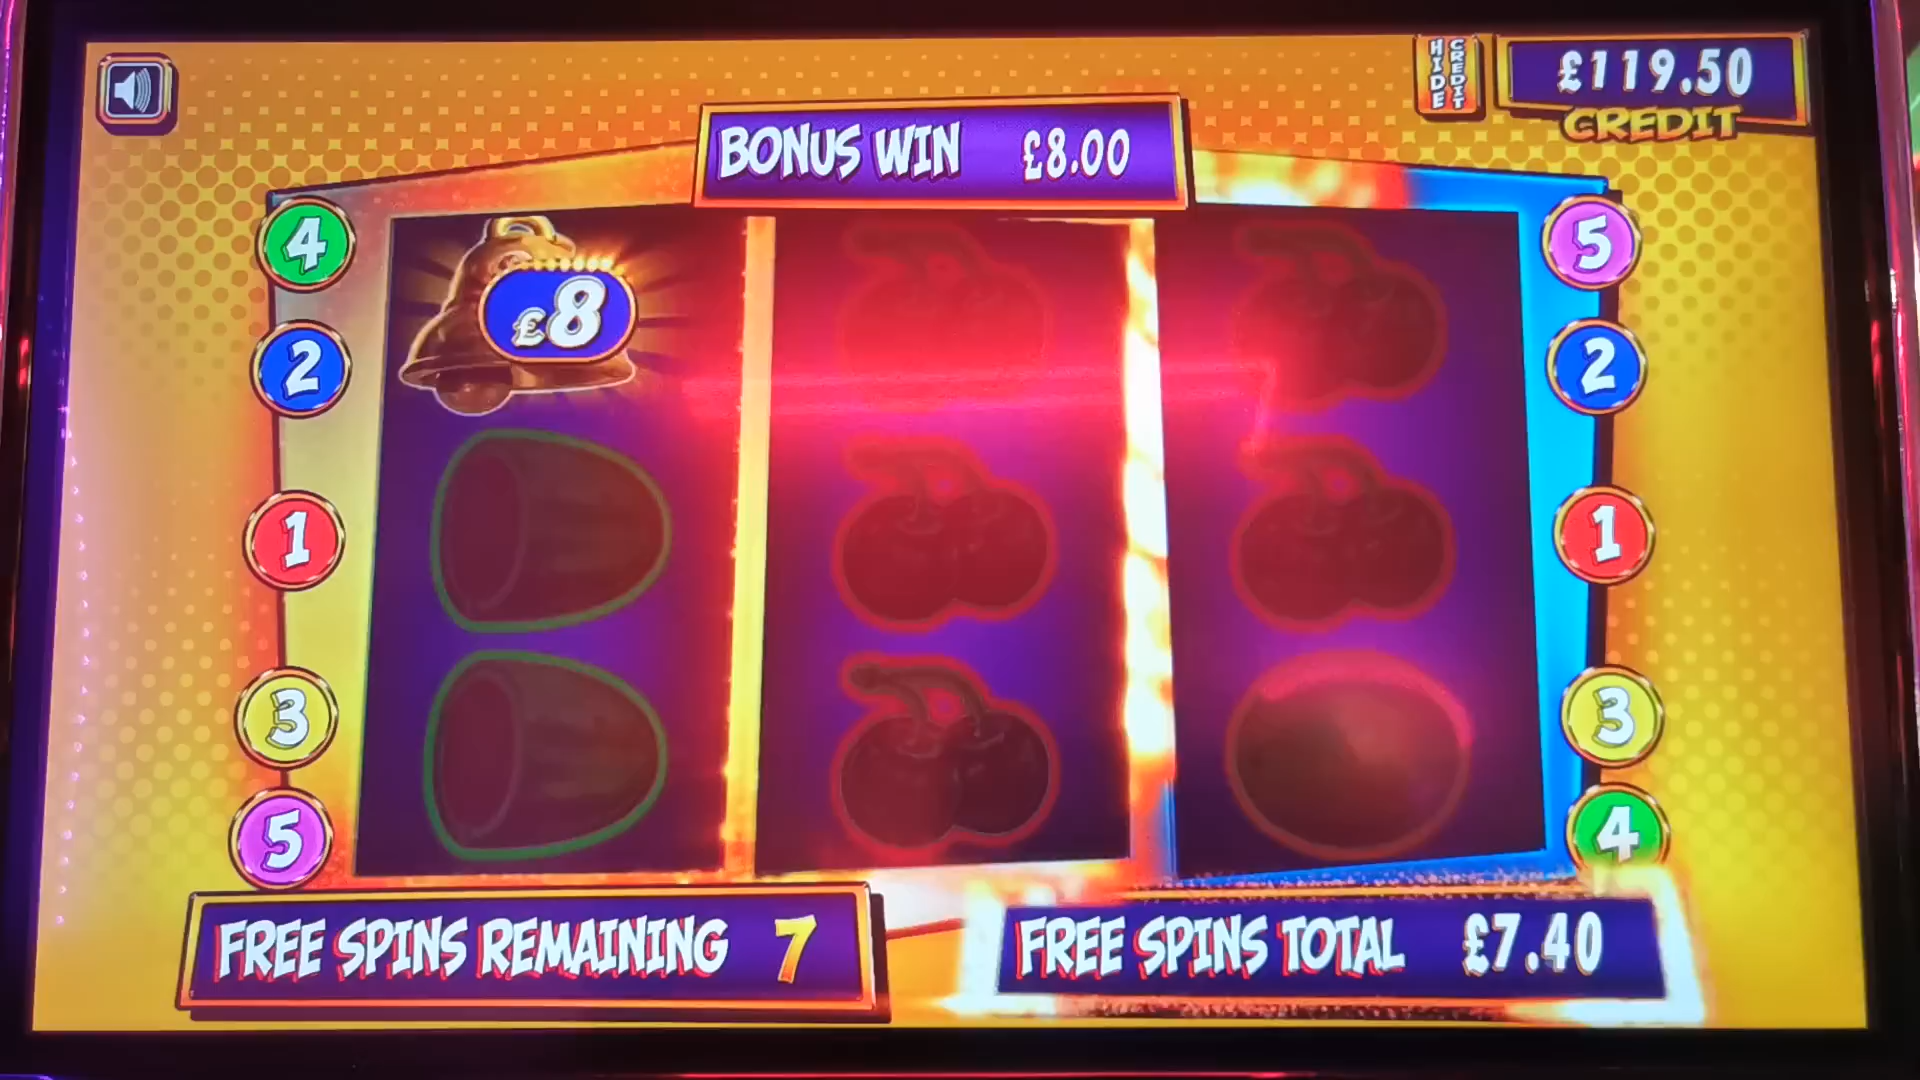 HIDE
CREDIT
£119.50
CREDIT
BONUS WIN £8.00
4
5
£8
2
2
1
1
3
3
5
4
FREE SPINS REMAINING 7
FREE SPINS TOTAL £7.40